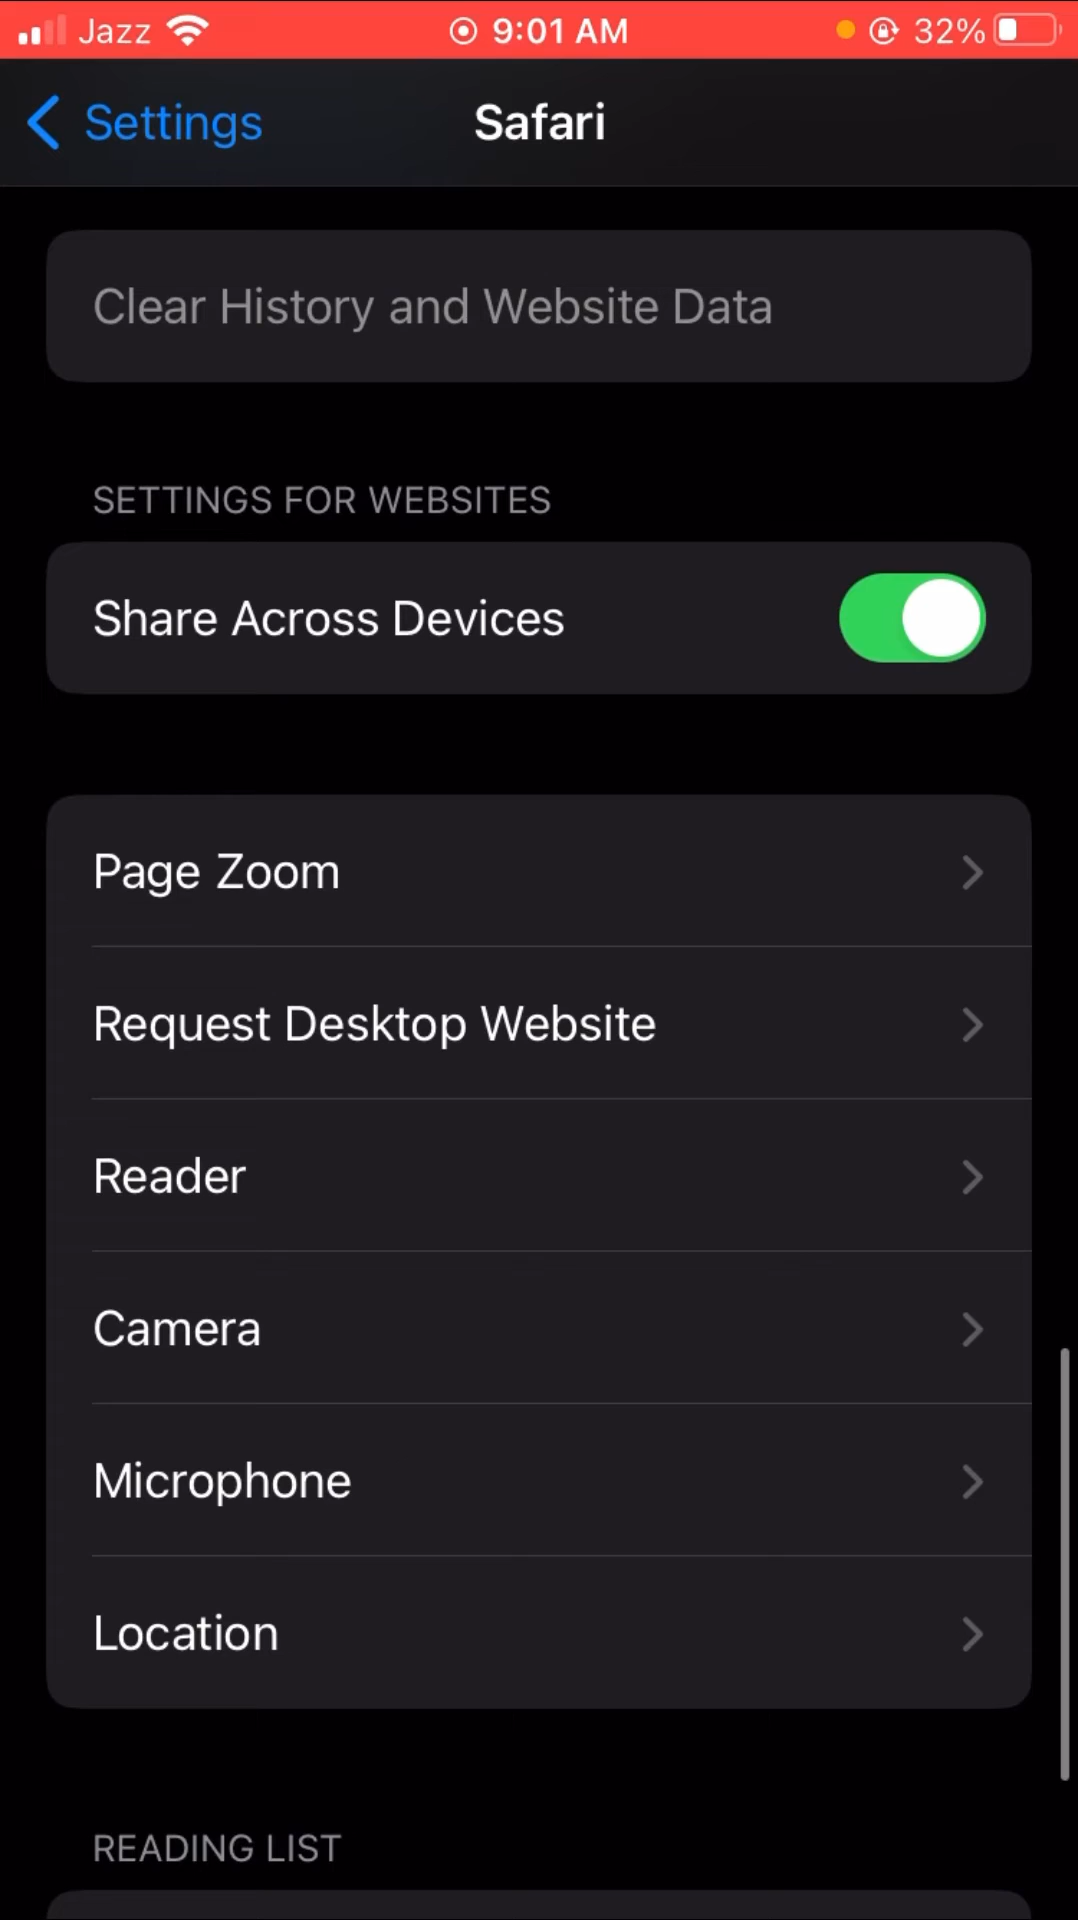 Jazz 9:01 AM 32%
Settings Safari
Clear History and Website Data
SETTINGS FOR WEBSITES
Share Across Devices
Page Zoom
Request Desktop Website
Reader
Camera
Microphone
Location
READING LIST